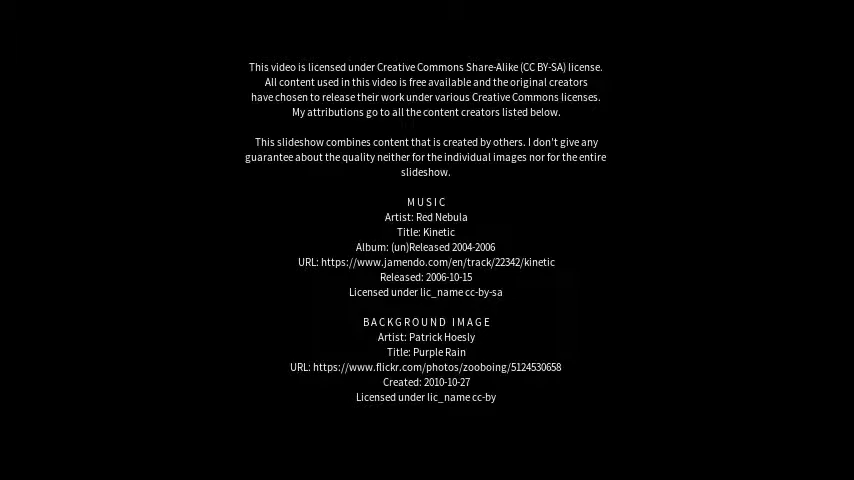 This video is licensed under Creative Commons Share-Alike (CC BY-SA) license.
All content used in this video is free available and the original creators
have chosen to release their work under various Creative Commons licenses.
My attributions go to all the content creators listed below.
This slideshow combines content that is created by others. I don't give any
guarantee about the quality neither for the individual images nor for the entire
slideshow.
MUSIC
Artist: Red Nebula
Title: Kinetic
Album: (un)Released 2004-2006
URL: https://www.jamendo.com/en/track/22342/kinetic
Released: 2006-10-15
Licensed under lic_name cc-by-sa
BACKGROUND IMAGE
Artist: Patrick Hoesly
Title: Purple Rain
URL: https://www.flickr.com/photos/zooboing/5124530658
Created: 2010-10-27
Licensed under lic_name cc-by